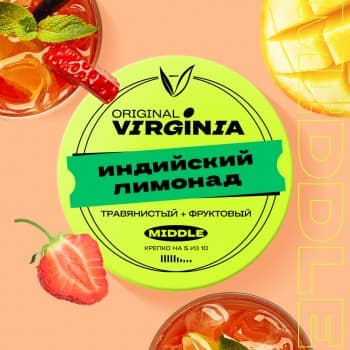 ORIGINAL
VIRGINIA
ИНДИЙСКИЙ
ЛИМОНАД
ТРАВЯНИСТЫЙ + ФРУКТОВЫЙ
MIDDLE
КРЕПКО НА 5 ИЗ 10
MIDDLE